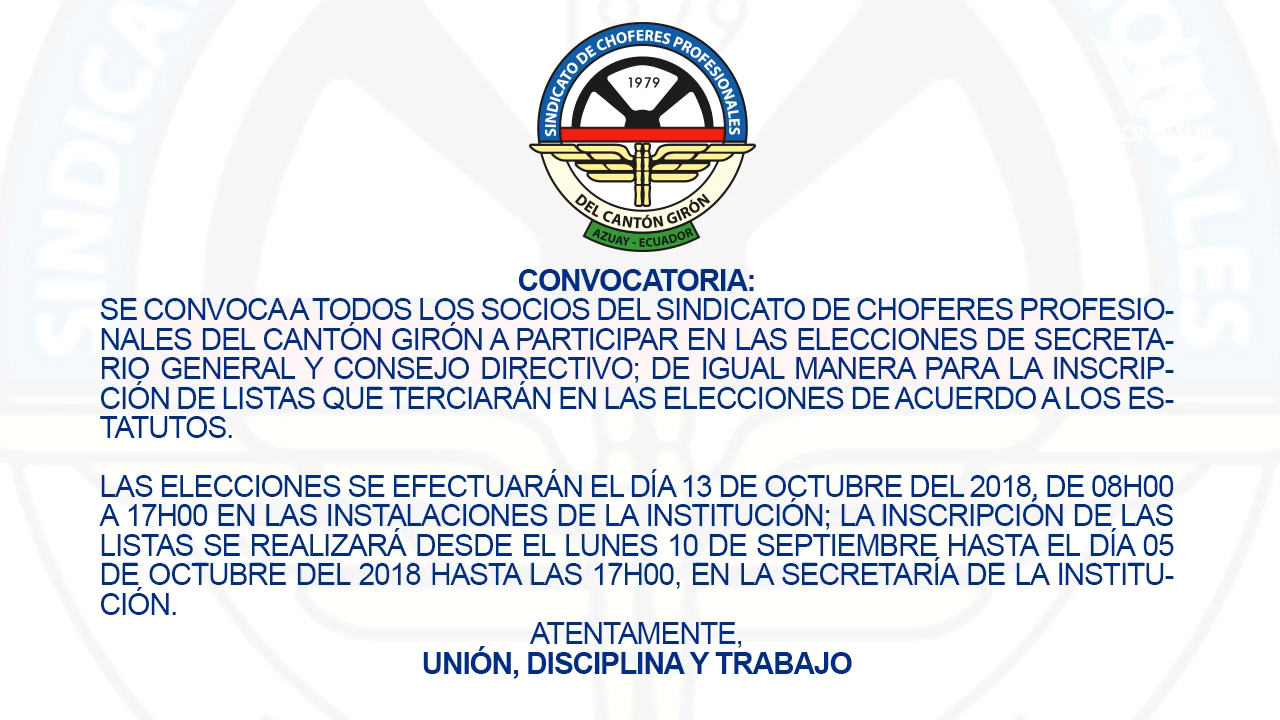 SINDICATO DE CHOFERES PROFESIONALES
1979
DEL CANTÓN GIRÓN
AZUAY - ECUADOR
CONVOCATORIA:
SE CONVOCA A TODOS LOS SOCIOS DEL SINDICATO DE CHOFERES PROFESIO-
NALES DEL CANTÓN GIRÓN A PARTICIPAR EN LAS ELECCIONES DE SECRETA-
RIO GENERAL Y CONSEJO DIRECTIVO; DE IGUAL MANERA PARA LA INSCRIP-
CIÓN DE LISTAS QUE TERCIARÁN EN LAS ELECCIONES DE ACUERDO A LOS ES-
TATUTOS.
LAS ELECCIONES SE EFECTUARÁN EL DÍA 13 DE OCTUBRE DEL 2018, DE 08H00
A 17H00 EN LAS INSTALACIONES DE LA INSTITUCIÓN; LA INSCRIPCIÓN DE LAS
LISTAS SE REALIZARÁ DESDE EL LUNES 10 DE SEPTIEMBRE HASTA EL DÍA 05
DE OCTUBRE DEL 2018 HASTA LAS 17H00, EN LA SECRETARÍA DE LA INSTITU-
CIÓN.
ATENTAMENTE,
UNIÓN, DISCIPLINA Y TRABAJO